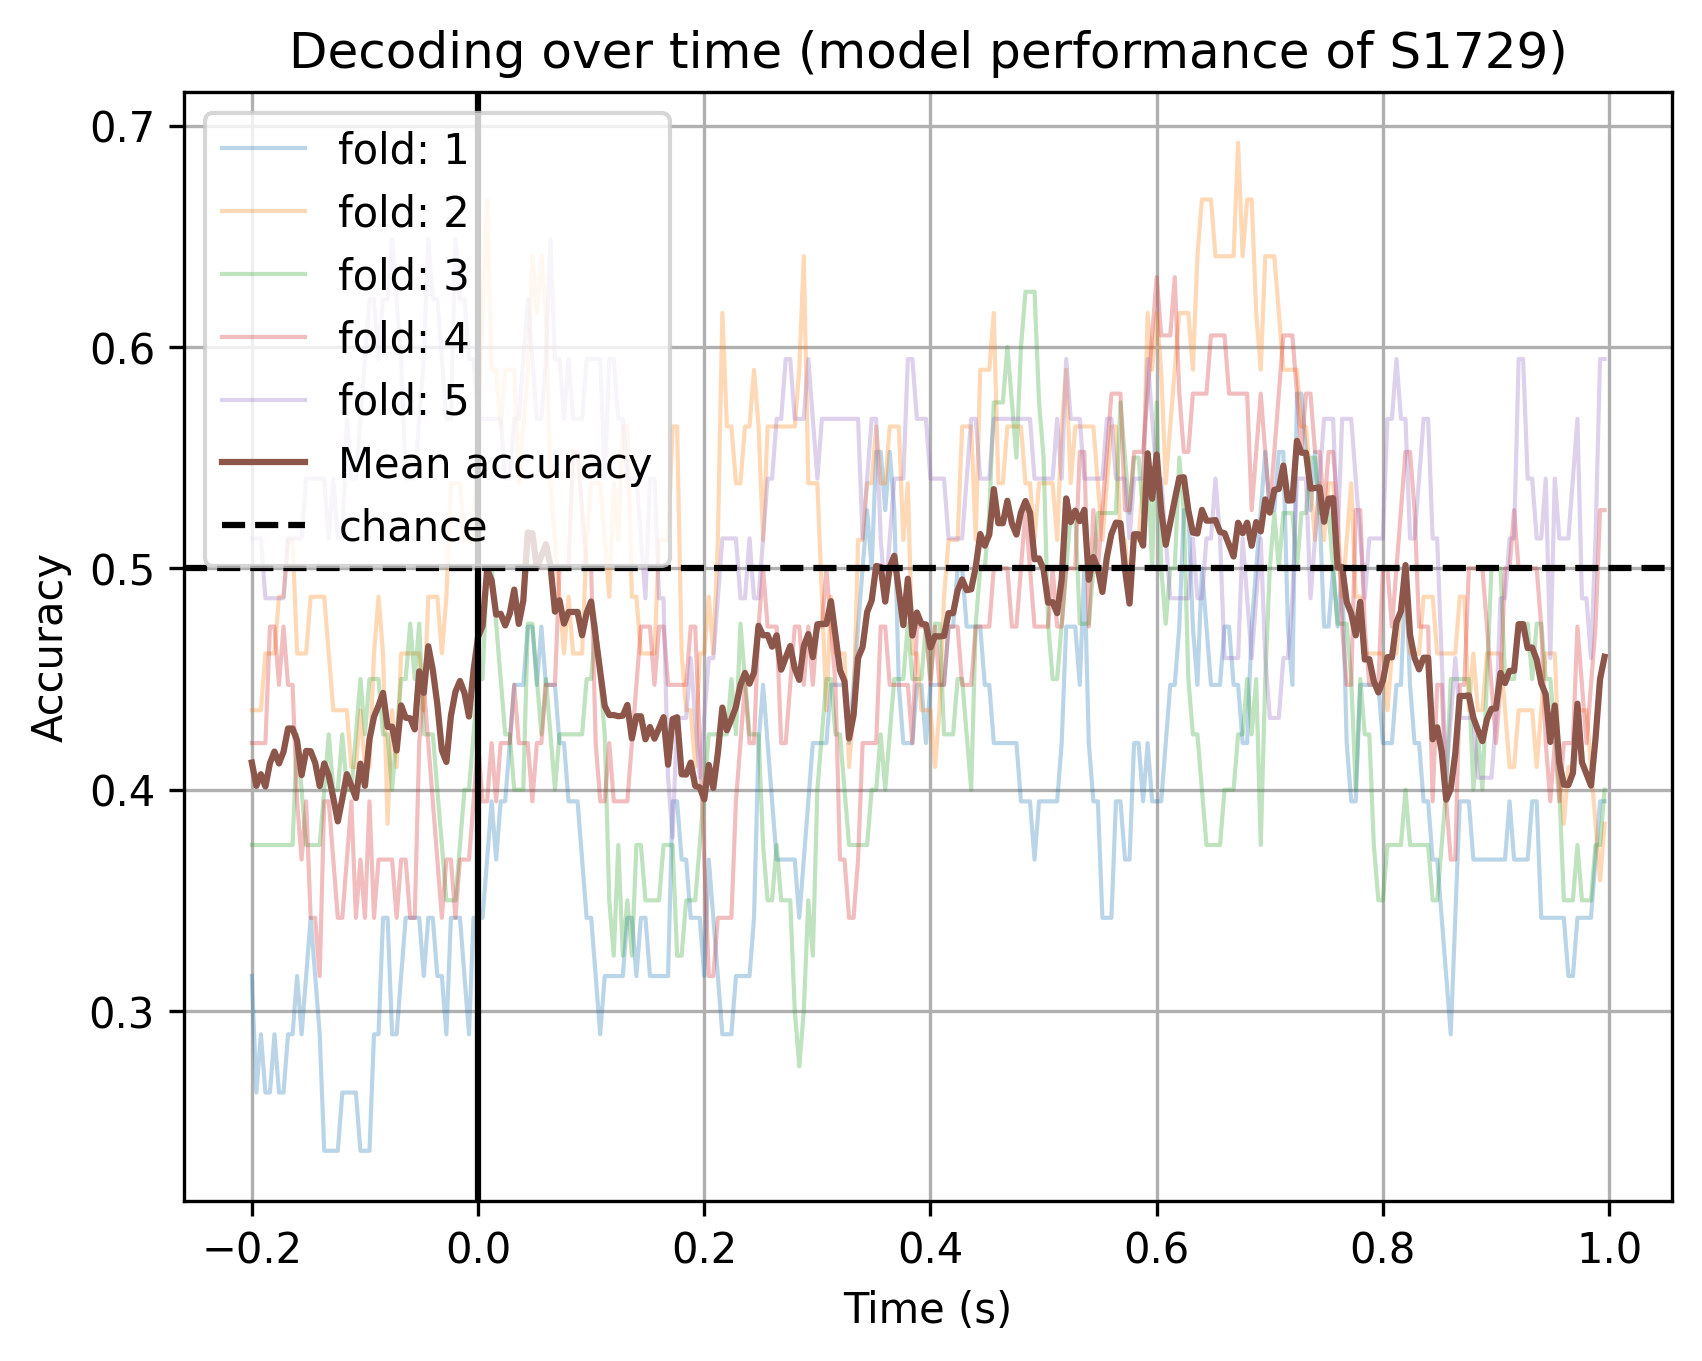 Decoding over time (model performance of S1729)
0.7
0.6
0.5
0.4
0.3
Accuracy
fold: 1
fold: 2
fold: 3
fold: 4
fold: 5
Mean accuracy
chance
−0.2 0.0 0.2 0.4 0.6 0.8 1.0
Time (s)